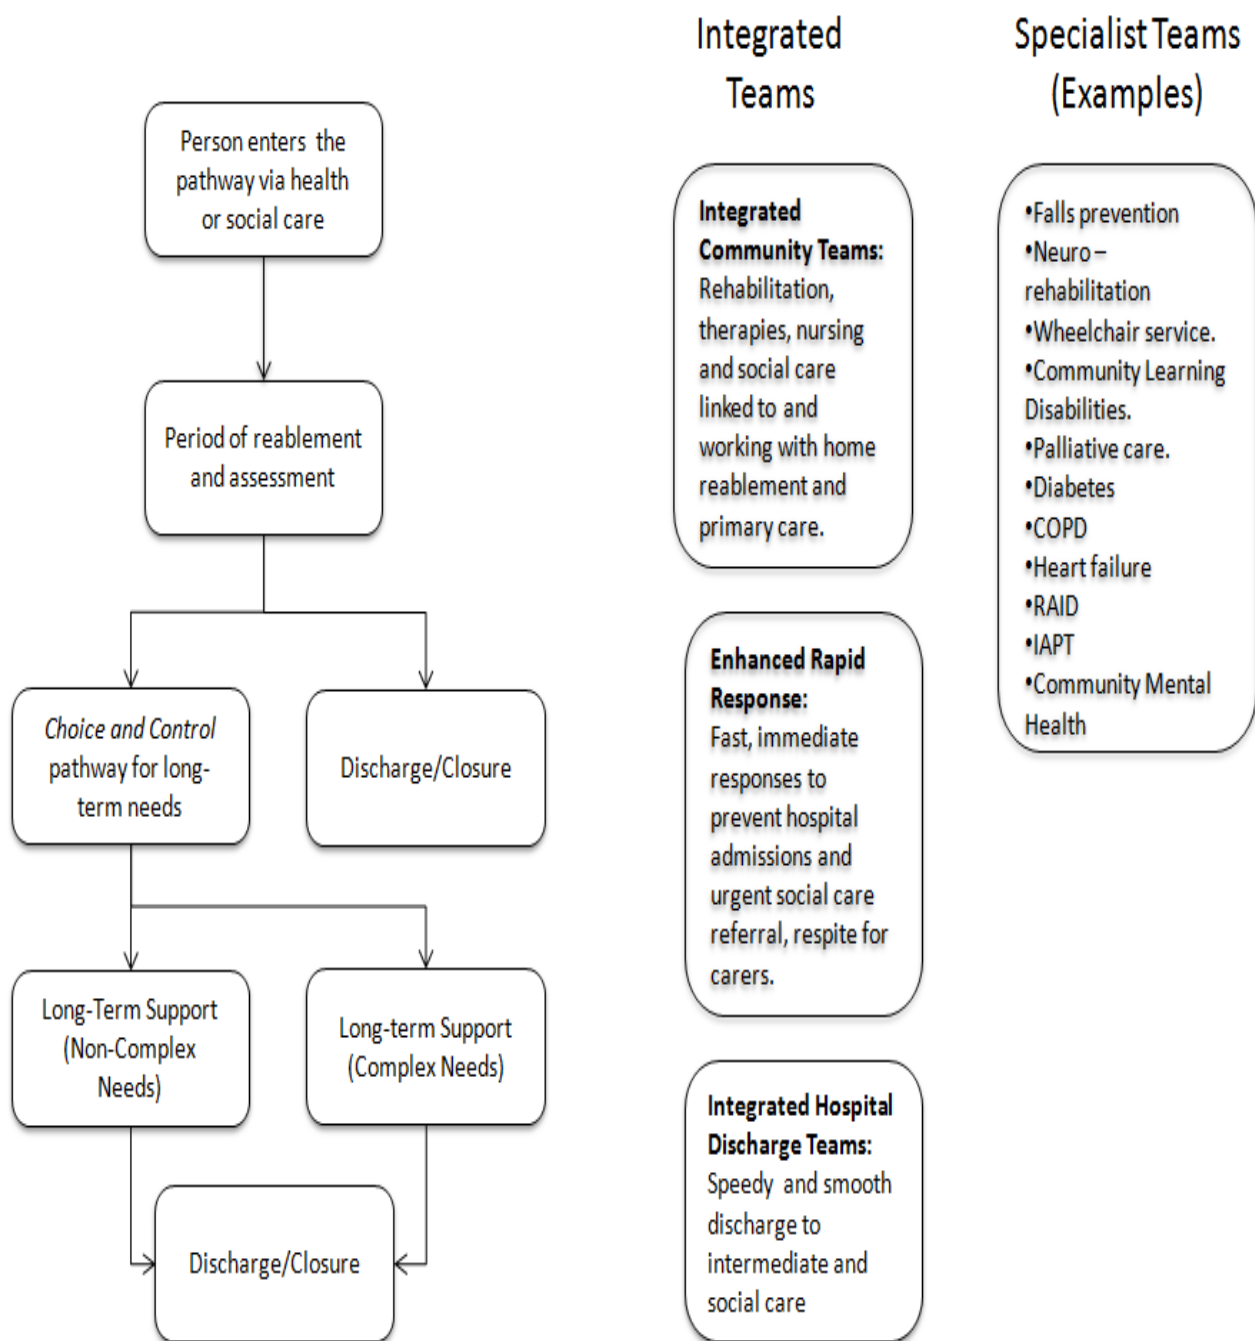 Person enters the
pathway via health
or social care
Period of reablement
and assessment
Choice and Control
pathway for long-
term needs
Discharge/Closure
Long-Term Support
(Non-Complex
Needs)
Long-term Support
(Complex Needs)
Discharge/Closure
Integrated
Teams
Integrated
Community Teams:
Rehabilitation,
therapies, nursing
and social care
linked to and
working with home
reablement and
primary care.
Enhanced Rapid
Response:
Fast, immediate
responses to
prevent hospital
admissions and
urgent social care
referral, respite for
carers.
Integrated Hospital
Discharge Teams:
Speedy and smooth
discharge to
intermediate and
social care
Specialist Teams
(Examples)
•Falls prevention
•Neuro –
rehabilitation
•Wheelchair service.
•Community Learning
Disabilities.
•Palliative care.
•Diabetes
•COPD
•Heart failure
•RAID
•IAPT
•Community Mental
Health